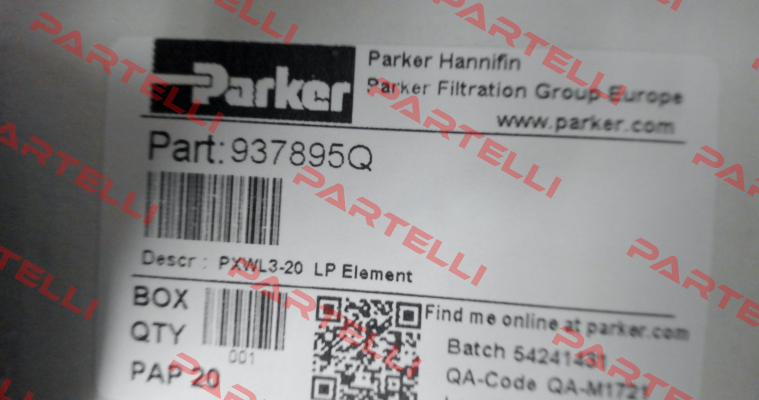 Parker
Parker Hannifin
Parker Filtration Group Europe
www.parker.com
Part: 937895Q
Descr : PXWL3-20 LP Element
BOX
QTY
001
PAP 20
Find me online at parker.com
Batch 54241431
QA-Code QA-M1721
PARTELLI
PARTELLI
PARTELLI
PARTELLI
PARTELLI
PARTELLI
PARTELLI
PARTELLI
PARTELLI